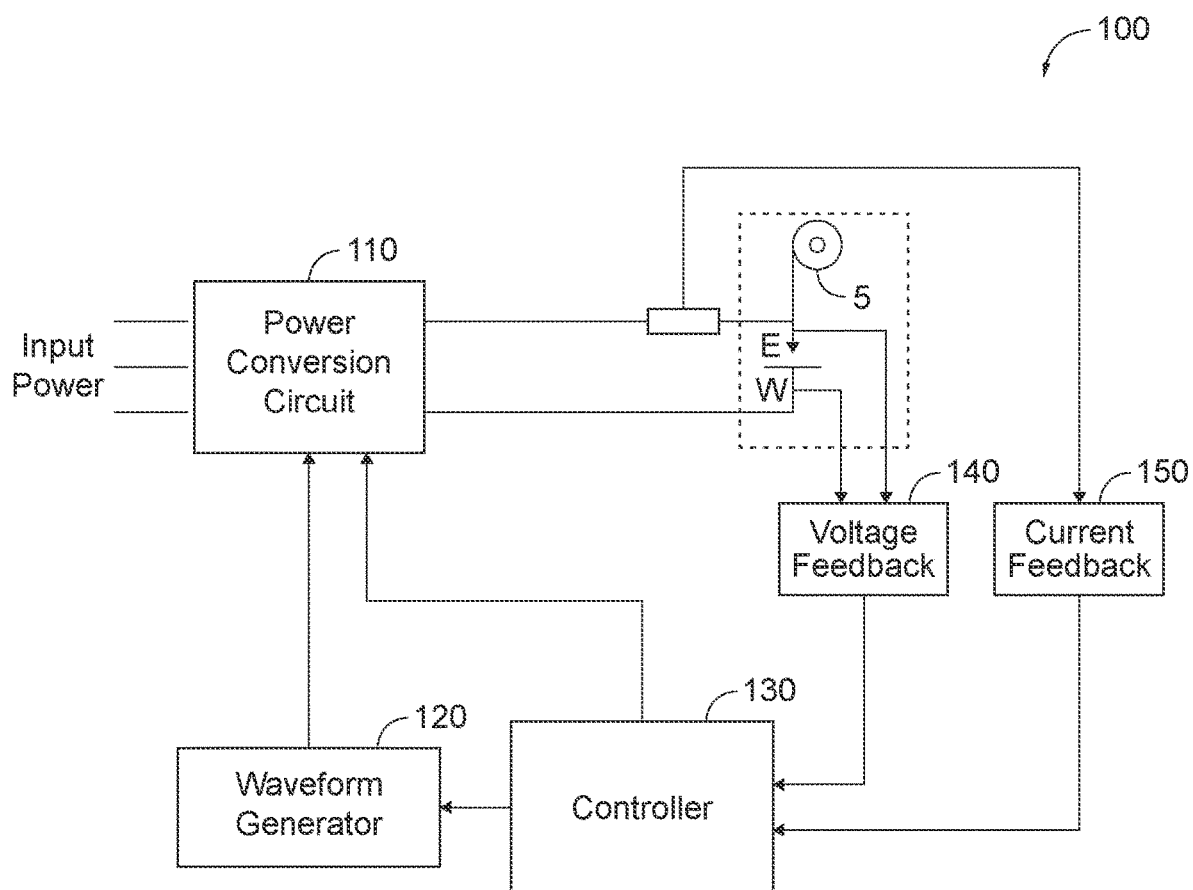 100
110
Power
Conversion
Circuit
Input
Power
5
E
W
140
Voltage
Feedback
150
Current
Feedback
130
Controller
120
Waveform
Generator